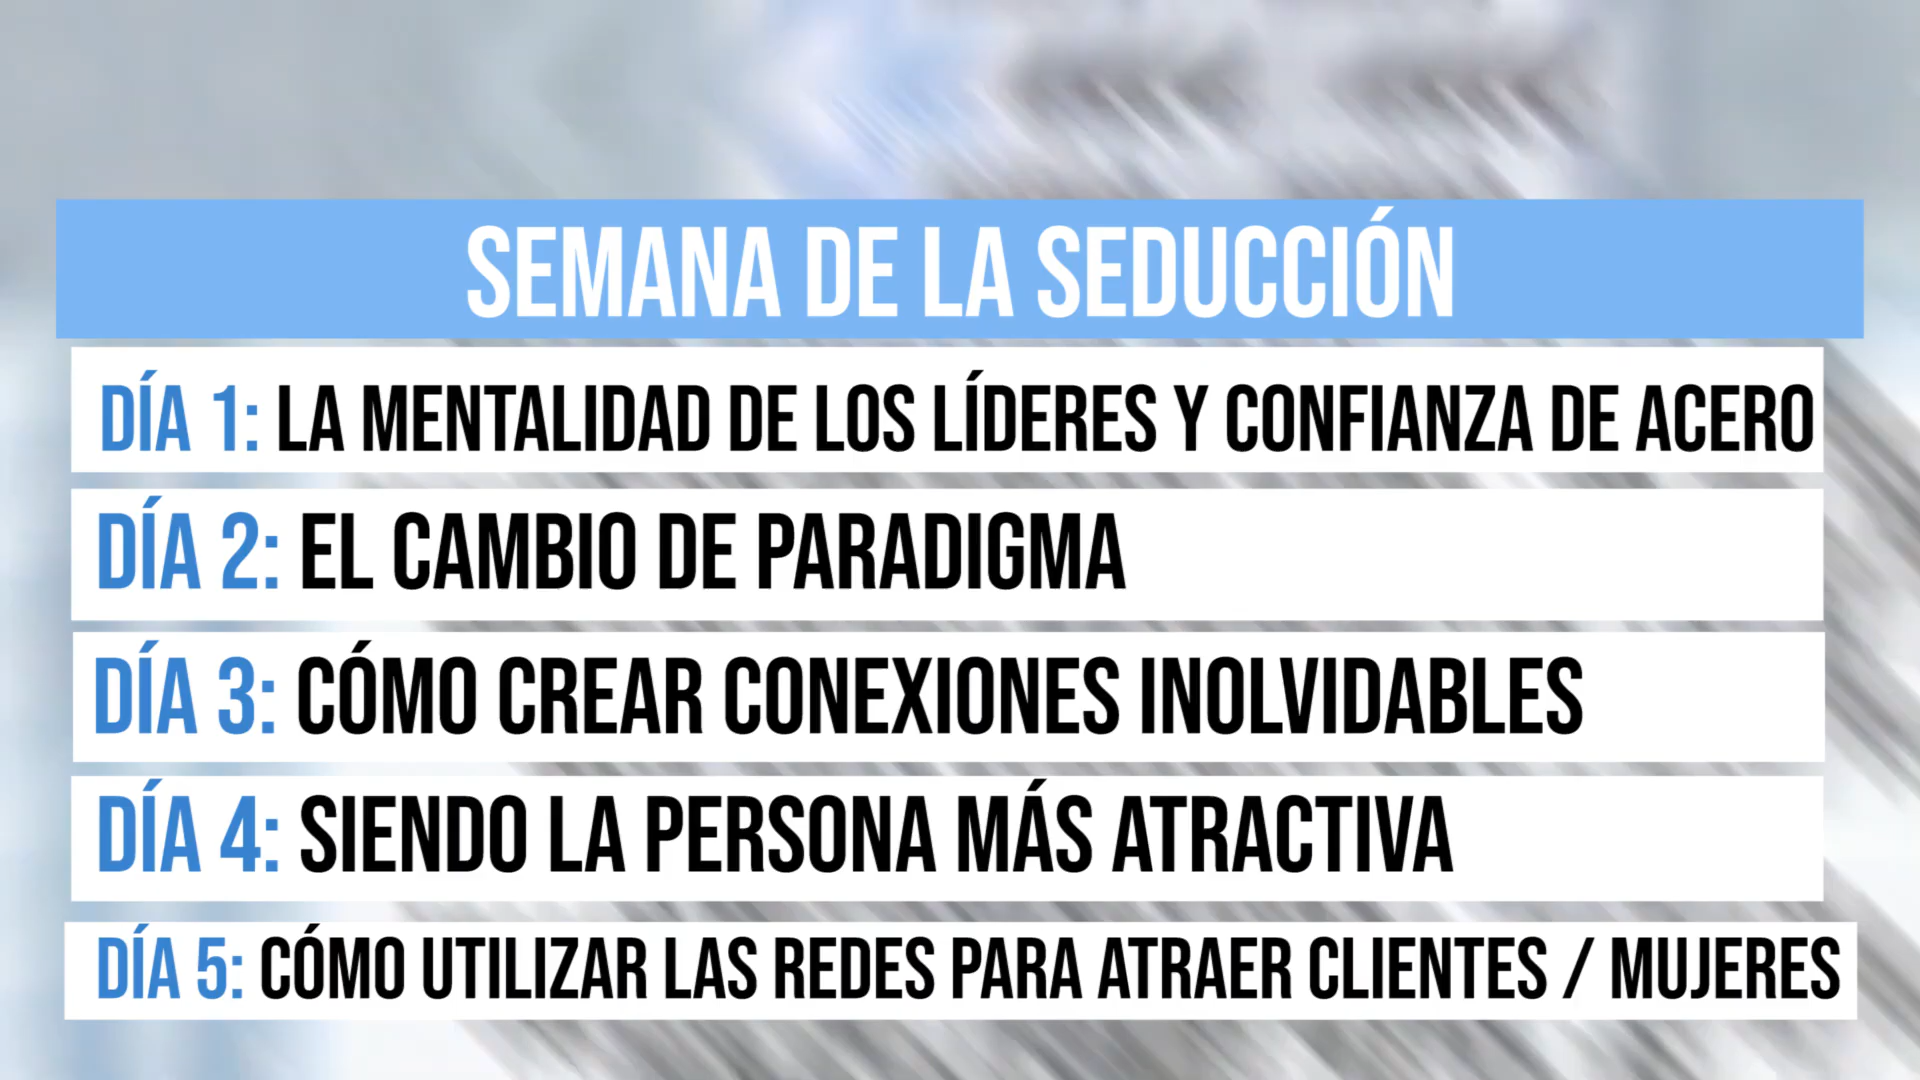 SEMANA DE LA SEDUCCIÓN
DÍA 1: LA MENTALIDAD DE LOS LÍDERES Y CONFIANZA DE ACERO
DÍA 2: EL CAMBIO DE PARADIGMA
DÍA 3: CÓMO CREAR CONEXIONES INOLVIDABLES
DÍA 4: SIENDO LA PERSONA MÁS ATRACTIVA
DÍA 5: CÓMO UTILIZAR LAS REDES PARA ATRAER CLIENTES / MUJERES